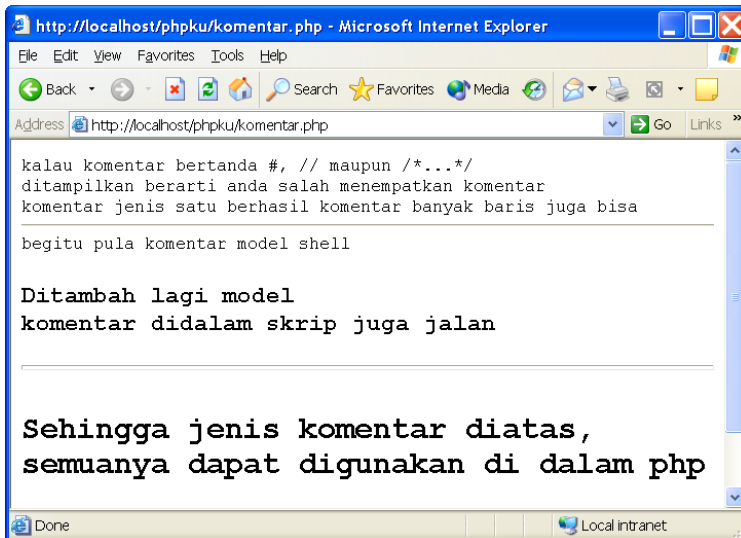 http://localhost/phpku/komentar.php - Microsoft Internet Explorer
File Edit View Favorites Tools Help
Back Search Favorites Media
Address http://localhost/phpku/komentar.php Go Links »
kalau komentar bertanda #, // maupun /*...*/
ditampilkan berarti anda salah menempatkan komentar
komentar jenis satu berhasil komentar banyak baris juga bisa
begitu pula komentar model shell
Ditambah lagi model
komentar didalam skrip juga jalan
Sehingga jenis komentar diatas,
semuanya dapat digunakan di dalam php
Done Local intranet